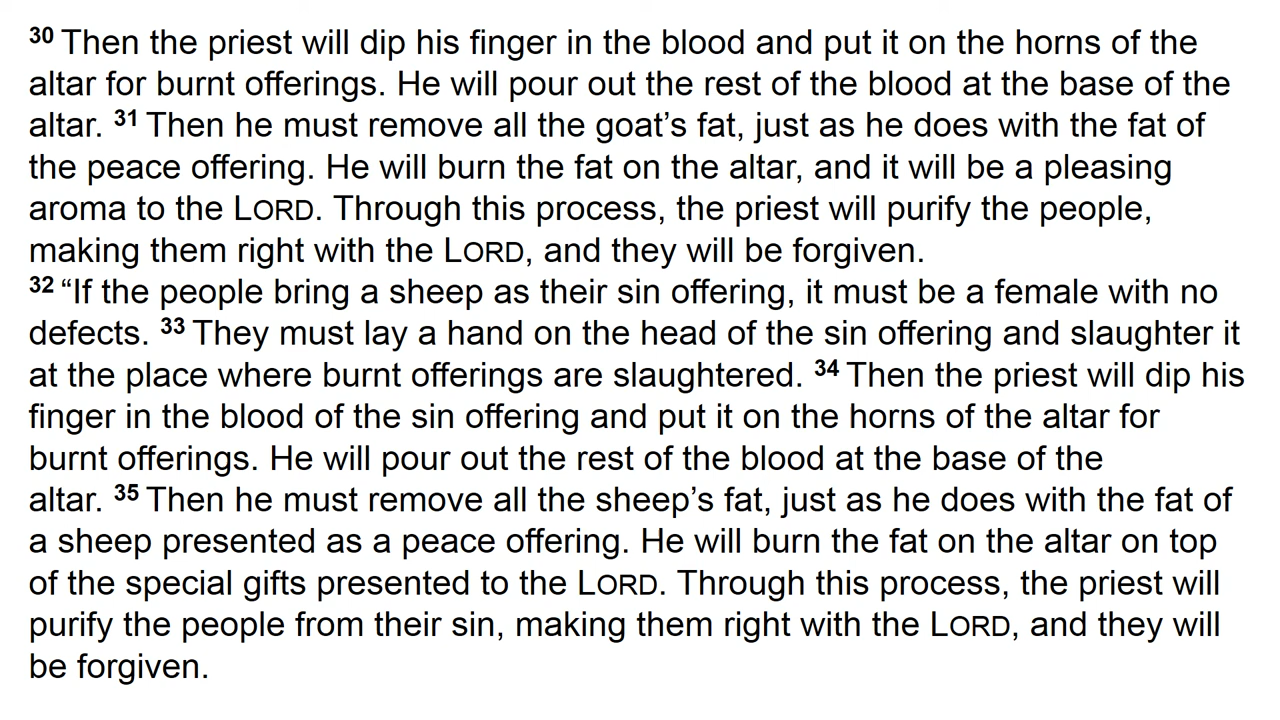 30 Then the priest will dip his finger in the blood and put it on the horns of the
altar for burnt offerings. He will pour out the rest of the blood at the base of the
altar. 31 Then he must remove all the goat’s fat, just as he does with the fat of
the peace offering. He will burn the fat on the altar, and it will be a pleasing
aroma to the LORD. Through this process, the priest will purify the people,
making them right with the LORD, and they will be forgiven.
32 “If the people bring a sheep as their sin offering, it must be a female with no
defects. 33 They must lay a hand on the head of the sin offering and slaughter it
at the place where burnt offerings are slaughtered. 34 Then the priest will dip his
finger in the blood of the sin offering and put it on the horns of the altar for
burnt offerings. He will pour out the rest of the blood at the base of the
altar. 35 Then he must remove all the sheep’s fat, just as he does with the fat of
a sheep presented as a peace offering. He will burn the fat on the altar on top
of the special gifts presented to the LORD. Through this process, the priest will
purify the people from their sin, making them right with the LORD, and they will
be forgiven.